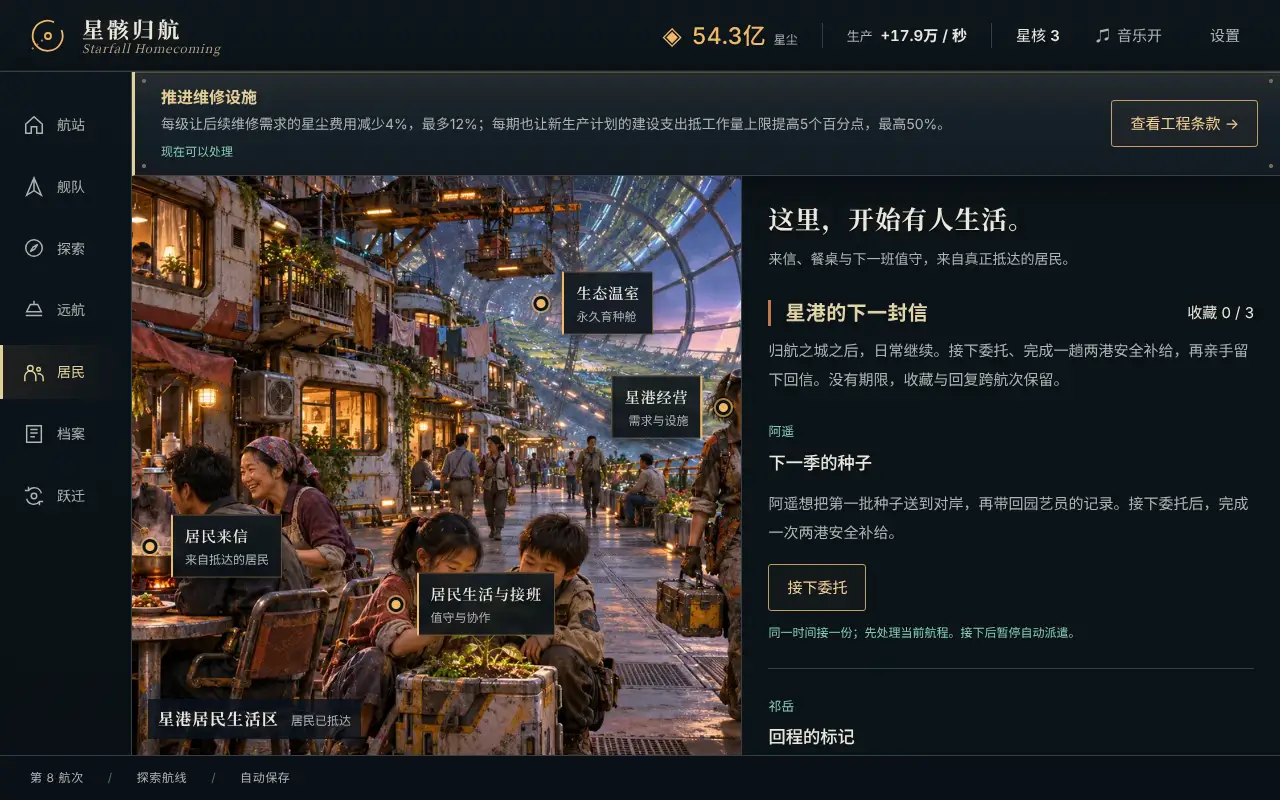 星骸归航
Starfall Homecoming
54.3亿 星尘
生产 +17.9万 / 秒
星核 3
音乐开
设置
航站
舰队
探索
远航
居民
档案
跃迁
推进维修设施
每级让后续维修需求的星尘费用减少4%，最多12%；每期也让新生产计划的建设支出抵工作量上限提高5个百分点，最高50%。
现在可以处理
查看工程条款 →
生态温室
永久育种舱
星港经营
需求与设施
居民来信
来自抵达的居民
居民生活与接班
值守与协作
星港居民生活区 居民已抵达
这里，开始有人生活。
来信、餐桌与下一班值守，来自真正抵达的居民。
星港的下一封信
收藏 0 / 3
归航之城之后，日常继续。接下委托、完成一趟两港安全补给，再亲手留
下回信。没有期限，收藏与回复跨航次保留。
阿遥
下一季的种子
阿遥想把第一批种子送到对岸，再带回园艺员的记录。接下委托后，完成
一次两港安全补给。
接下委托
同一时间接一份；先处理当前航程。接下后暂停自动派遣。
祁岳
回程的标记
第 8 航次 / 探索航线 / 自动保存